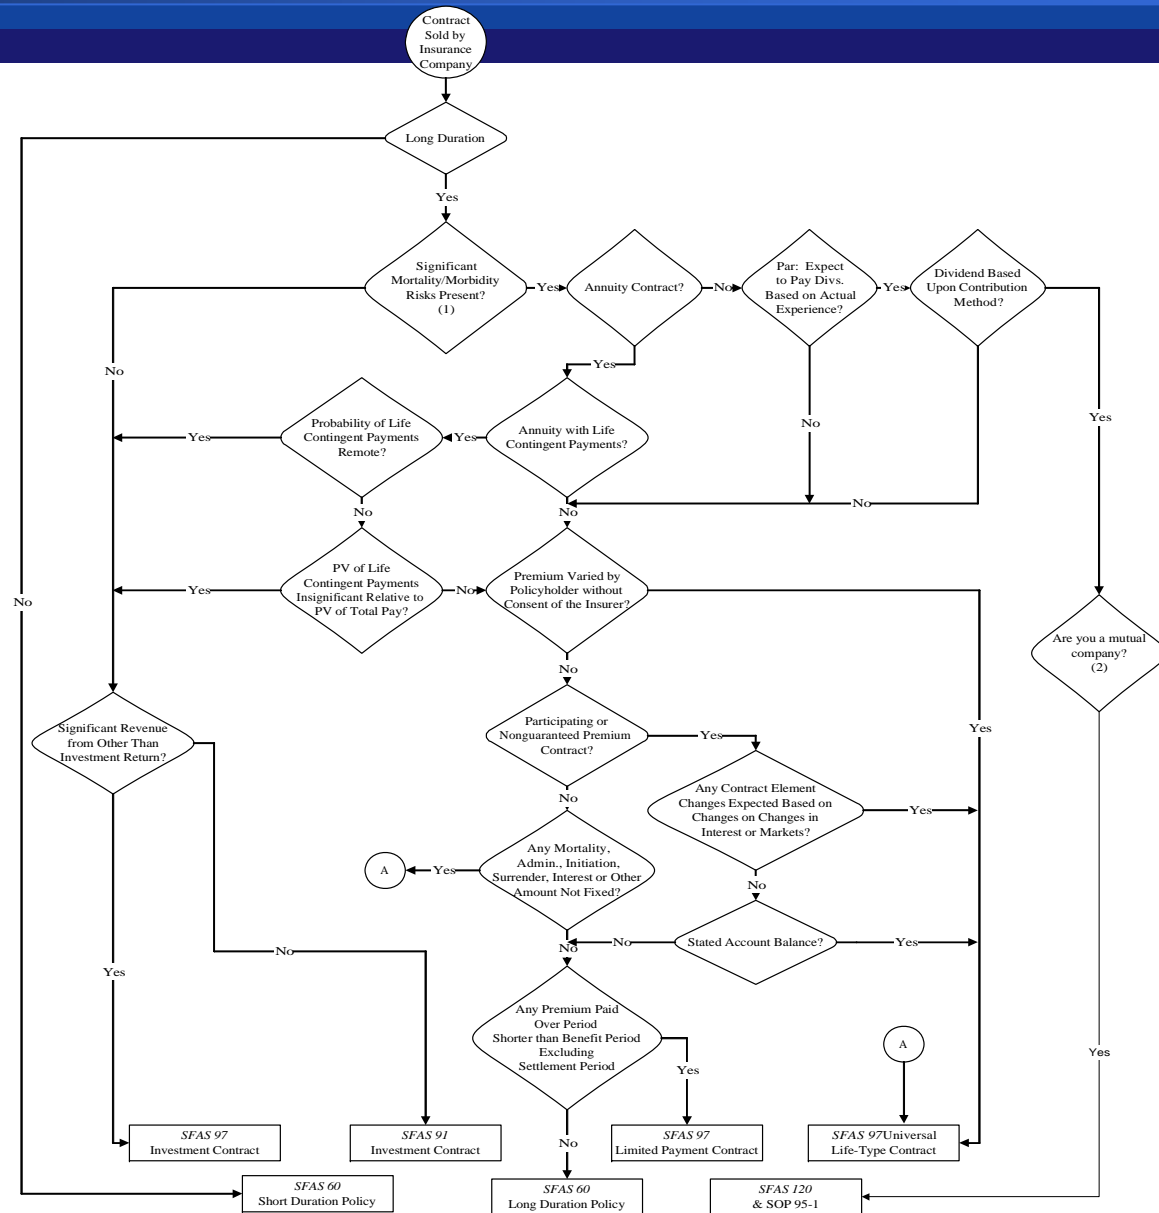 Contract
Sold by
Insurance
Company
Long Duration
Yes
Significant
Mortality/Morbidity
Risks Present?
(1)
Yes
Annuity Contract?
No
Par: Expect
to Pay Divs.
Based on Actual
Experience?
Yes
Dividend Based
Upon Contribution
Method?
No
Yes
Probability of Life
Contingent Payments
Remote?
Yes
Yes
Annuity with Life
Contingent Payments?
No
Yes
No
No
No
PV of Life
Contingent Payments
Insignificant Relative to
PV of Total Pay?
Yes
No
Premium Varied by
Policyholder without
Consent of the Insurer?
No
Are you a mutual
company?
(2)
No
Significant Revenue
from Other Than
Investment Return?
Participating or
Nonguaranteed Premium
Contract?
Yes
Yes
No
Any Contract Element
Changes Expected Based on
Changes on Changes in
Interest or Markets?
Yes
Any Mortality,
Admin., Initiation,
Surrender, Interest or Other
Amount Not Fixed?
Yes
A
No
Stated Account Balance?
No
Yes
No
No
Yes
Any Premium Paid
Over Period
Shorter than Benefit Period
Excluding
Settlement Period
A
Yes
Yes
No
SFAS 97
Investment Contract
SFAS 91
Investment Contract
SFAS 97
Limited Payment Contract
SFAS 97Universal
Life-Type Contract
SFAS 60
Short Duration Policy
SFAS 60
Long Duration Policy
SFAS 120
& SOP 95-1